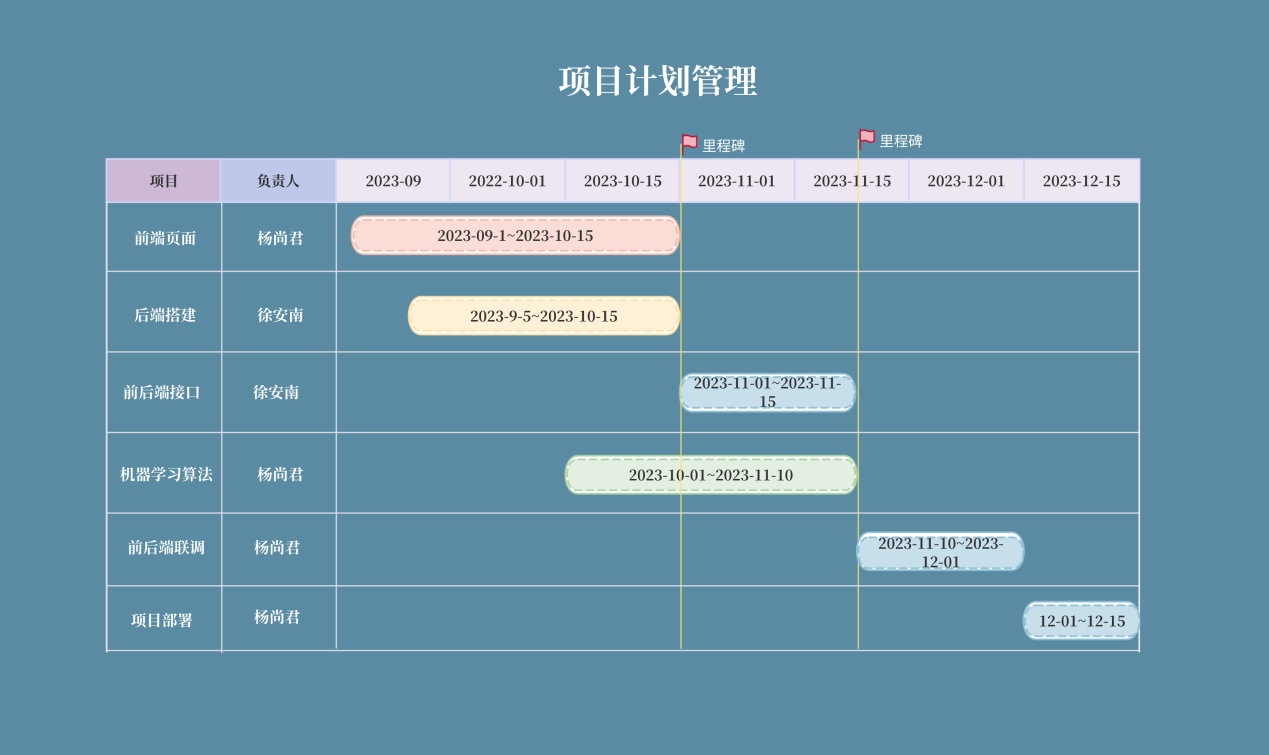 项目计划管理
里程碑
里程碑
项目
负责人
2023-09
2022-10-01
2023-10-15
2023-11-01
2023-11-15
2023-12-01
2023-12-15
前端页面
杨尚君
2023-09-1~2023-10-15
后端搭建
徐安南
2023-9-5~2023-10-15
前后端接口
徐安南
2023-11-01~2023-11-
15
机器学习算法
杨尚君
2023-10-01~2023-11-10
前后端联调
杨尚君
2023-11-10~2023-
12-01
项目部署
杨尚君
12-01~12-15